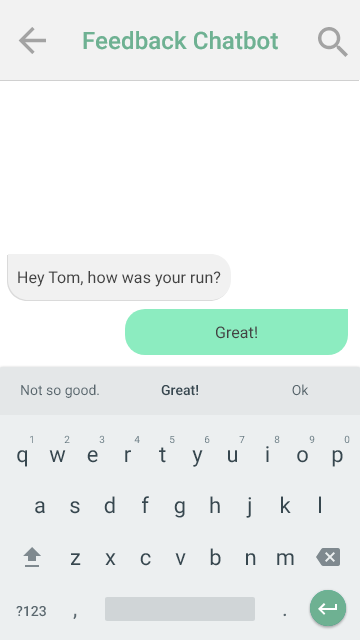 Feedback Chatbot
Hey Tom, how was your run?
Great!
Not so good. Great! Ok
1 2 3 4 5 6 7 8 9 0
q w e r t y u i o p
a s d f g h j k l
z x c v b n m
?123 , .